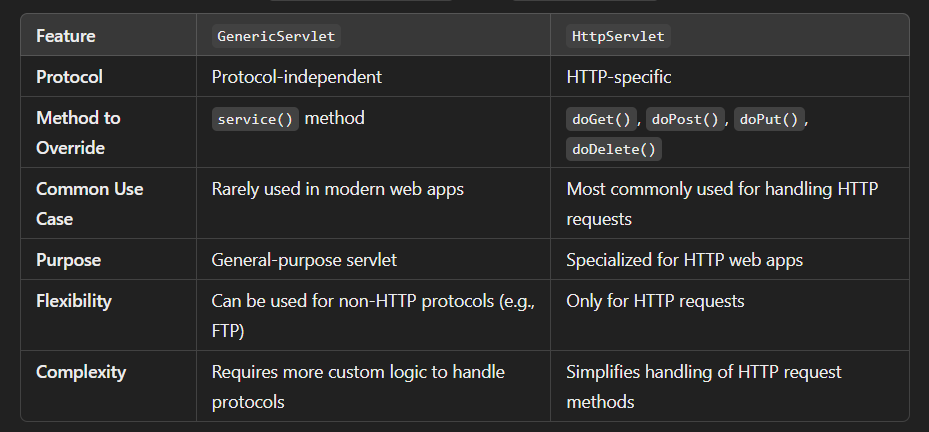 Feature GenericServlet HttpServlet
Protocol Protocol-independent HTTP-specific
Method to service() method doGet(), doPost(), doPut(),
Override doDelete()
Common Use Rarely used in modern web apps Most commonly used for handling HTTP
Case requests
Purpose General-purpose servlet Specialized for HTTP web apps
Flexibility Can be used for non-HTTP protocols (e.g., Only for HTTP requests
FTP)
Complexity Requires more custom logic to handle Simplifies handling of HTTP request
protocols methods